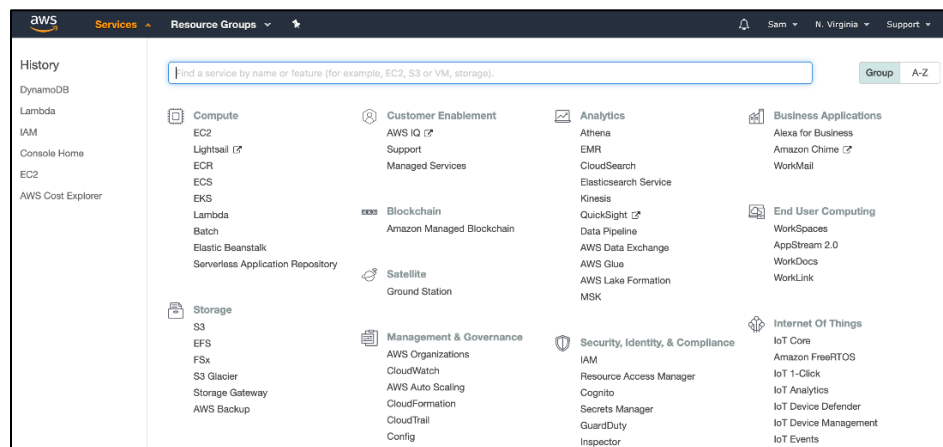 aws
Services
Resource Groups
Sam
N. Virginia
Support
History
DynamoDB
Lambda
IAM
Console Home
EC2
AWS Cost Explorer
Find a service by name or feature (for example, EC2, S3 or VM, storage).
Group
A-Z
Compute
EC2
Lightsail
ECR
ECS
EKS
Lambda
Batch
Elastic Beanstalk
Serverless Application Repository
Storage
S3
EFS
FSx
S3 Glacier
Storage Gateway
AWS Backup
Customer Enablement
AWS IQ
Support
Managed Services
Blockchain
Amazon Managed Blockchain
Satellite
Ground Station
Management & Governance
AWS Organizations
CloudWatch
AWS Auto Scaling
CloudFormation
CloudTrail
Config
Analytics
Athena
EMR
CloudSearch
Elasticsearch Service
Kinesis
QuickSight
Data Pipeline
AWS Data Exchange
AWS Glue
AWS Lake Formation
MSK
Security, Identity, & Compliance
IAM
Resource Access Manager
Cognito
Secrets Manager
GuardDuty
Inspector
Business Applications
Alexa for Business
Amazon Chime
WorkMail
End User Computing
WorkSpaces
AppStream 2.0
WorkDocs
WorkLink
Internet Of Things
IoT Core
Amazon FreeRTOS
IoT 1-Click
IoT Analytics
IoT Device Defender
IoT Device Management
IoT Events